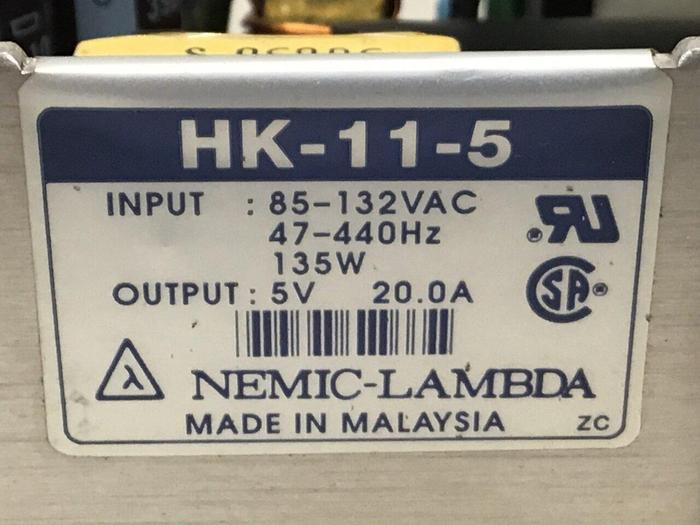 HK-11-5
INPUT : 85-132VAC
47-440Hz
135W
OUTPUT : 5V 20.0A
NEMIC-LAMBDA
MADE IN MALAYSIA
ZC